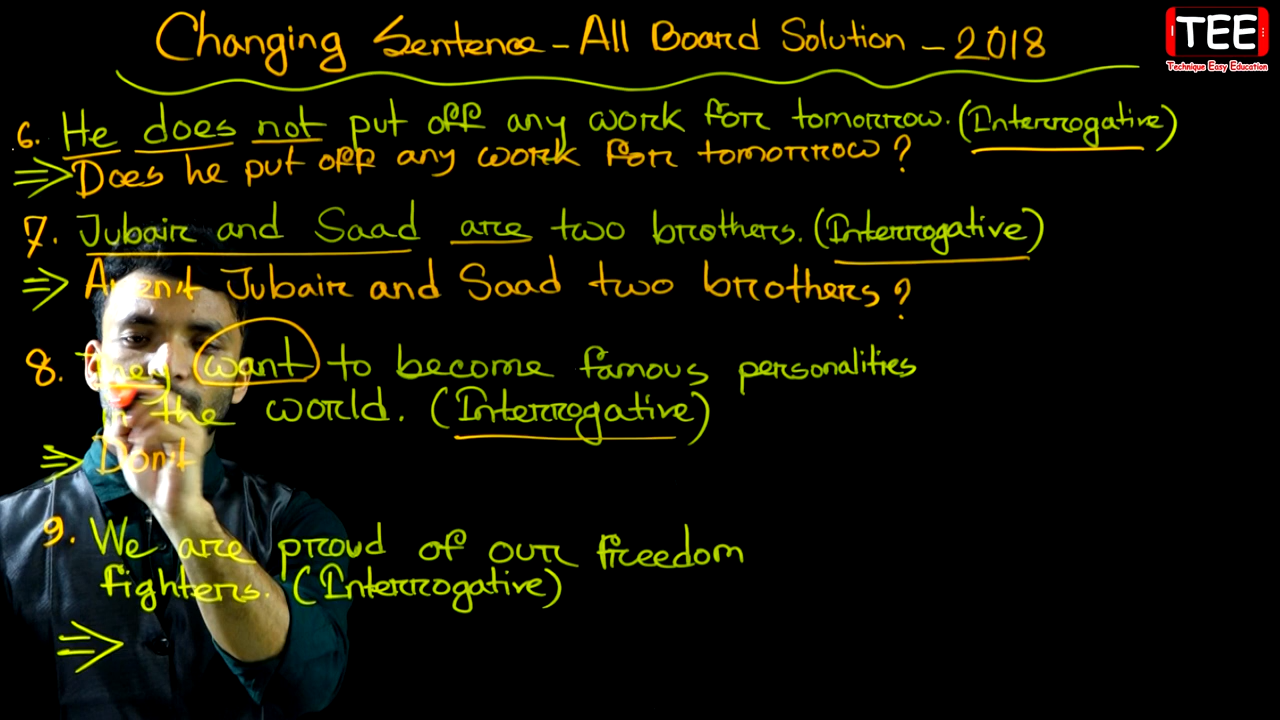 Changing Sentence - All Board Solution - 2018
TEE
Technique Easy Education
6. He does not put off any work for tomorrow. (Interrogative)
⇒ Does he put off any work for tomorrow?
7. Jubair and Saad are two brothers. (Interrogative)
⇒ Aren't Jubair and Saad two brothers?
8. They want to become famous personalities
in the world. (Interrogative)
⇒ Don't
9. We are proud of our freedom
fighters. (Interrogative)
⇒